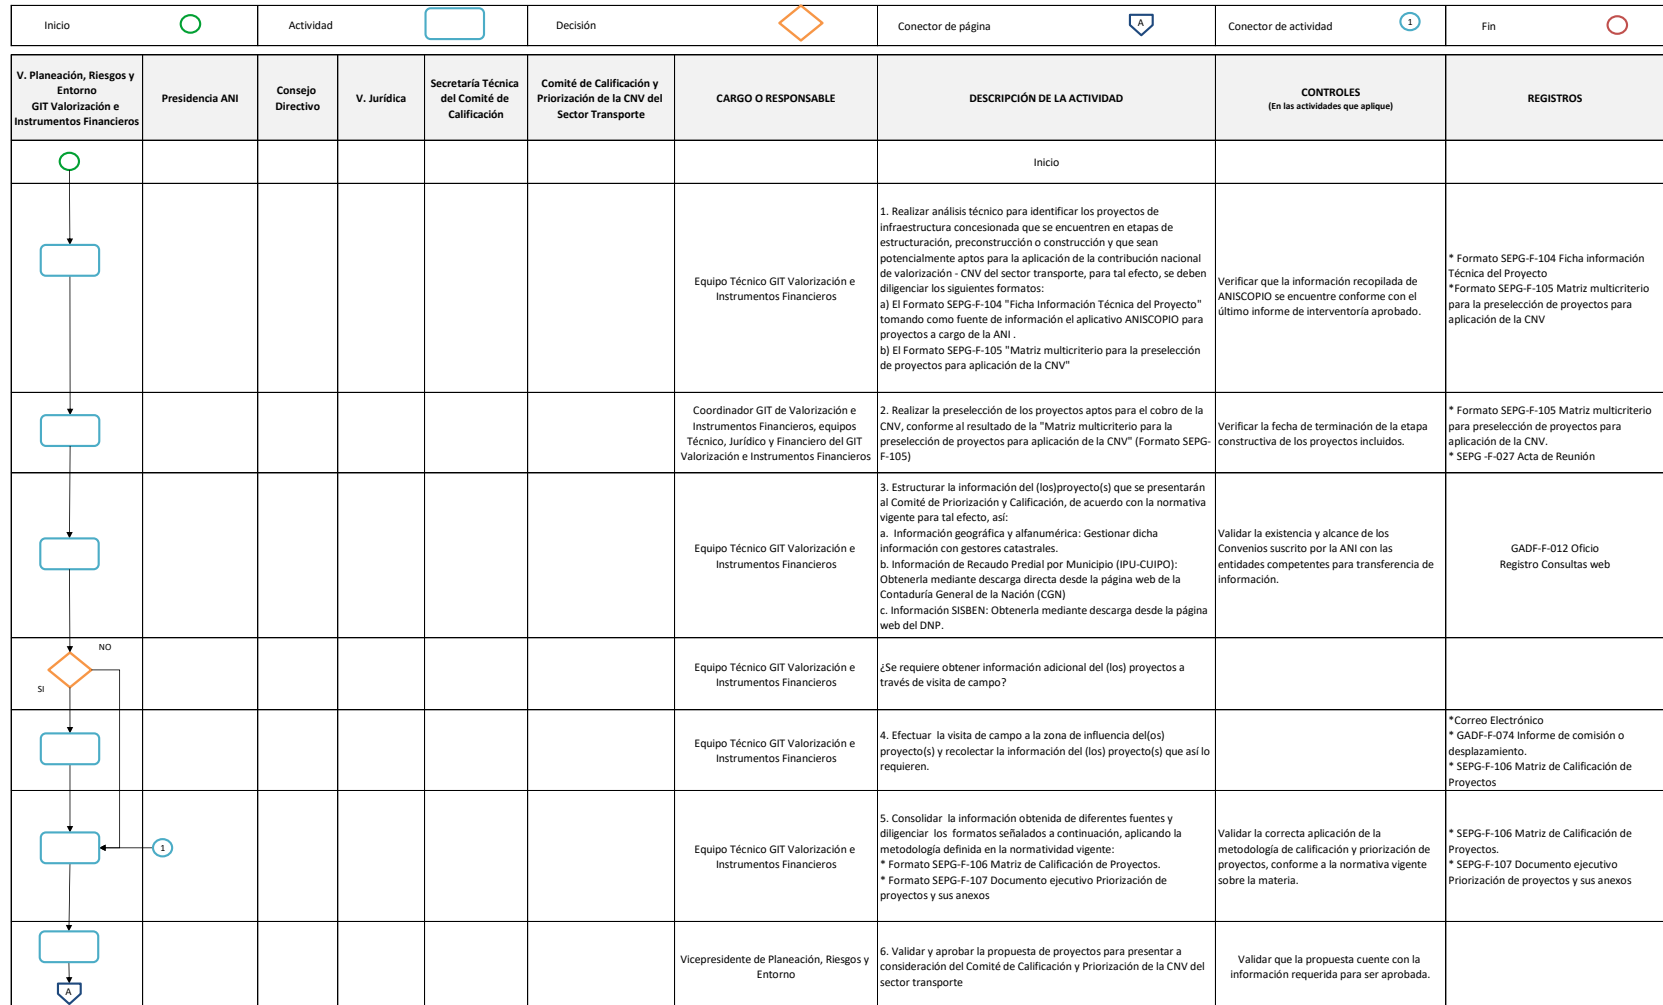 Inicio
Actividad
Decisión
Conector de página
A
Conector de actividad
1
Fin
V. Planeación, Riesgos y
Entorno
GIT Valorización e
Instrumentos Financieros
Presidencia ANI
Consejo
Directivo
V. Jurídica
Secretaría Técnica
del Comité de
Calificación
Comité de Calificación y
Priorización de la CNV del
Sector Transporte
CARGO O RESPONSABLE
DESCRIPCIÓN DE LA ACTIVIDAD
CONTROLES
(En las actividades que aplique)
REGISTROS
Inicio
Equipo Técnico GIT Valorización e
Instrumentos Financieros
1. Realizar análisis técnico para identificar los proyectos de
infraestructura concesionada que se encuentren en etapas de
estructuración, preconstrucción o construcción y que sean
potencialmente aptos para la aplicación de la contribución nacional
de valorización - CNV del sector transporte, para tal efecto, se deben
diligenciar los siguientes formatos:
a) El Formato SEPG-F-104 "Ficha Información Técnica del Proyecto"
tomando como fuente de información el aplicativo ANISCOPIO para
proyectos a cargo de la ANI .
b) El Formato SEPG-F-105 "Matriz multicriterio para la preselección
de proyectos para aplicación de la CNV"
Verificar que la información recopilada de
ANISCOPIO se encuentre conforme con el
último informe de interventoría aprobado.
* Formato SEPG-F-104 Ficha información
Técnica del Proyecto
*Formato SEPG-F-105 Matriz multicriterio
para la preselección de proyectos para
aplicación de la CNV
Coordinador GIT de Valorización e
Instrumentos Financieros, equipos
Técnico, Jurídico y Financiero del GIT
Valorización e Instrumentos Financieros
2. Realizar la preselección de los proyectos aptos para el cobro de la
CNV, conforme al resultado de la "Matriz multicriterio para la
preselección de proyectos para aplicación de la CNV" (Formato SEPG-
F-105)
Verificar la fecha de terminación de la etapa
constructiva de los proyectos incluidos.
* Formato SEPG-F-105 Matriz multicriterio
para preselección de proyectos para
aplicación de la CNV.
* SEPG -F-027 Acta de Reunión
Equipo Técnico GIT Valorización e
Instrumentos Financieros
3. Estructurar la información del (los)proyecto(s) que se presentarán
al Comité de Priorización y Calificación, de acuerdo con la normativa
vigente para tal efecto, así:
a.  Información geográfica y alfanumérica: Gestionar dicha
información con gestores catastrales.
b. Información de Recaudo Predial por Municipio (IPU-CUIPO):
Obtenerla mediante descarga directa desde la página web de la
Contaduría General de la Nación (CGN)
c. Información SISBEN: Obtenerla mediante descarga desde la página
web del DNP.
Validar la existencia y alcance de los
Convenios suscrito por la ANI con las
entidades competentes para transferencia de
información.
GADF-F-012 Oficio
Registro Consultas web
NO
SI
Equipo Técnico GIT Valorización e
Instrumentos Financieros
¿Se requiere obtener información adicional del (los) proyectos a
través de visita de campo?
Equipo Técnico GIT Valorización e
Instrumentos Financieros
4. Efectuar  la visita de campo a la zona de influencia del(os)
proyecto(s) y recolectar la información del (los) proyecto(s) que así lo
requieren.
*Correo Electrónico
* GADF-F-074 Informe de comisión o
desplazamiento.
* SEPG-F-106 Matriz de Calificación de
Proyectos
1
Equipo Técnico GIT Valorización e
Instrumentos Financieros
5. Consolidar  la información obtenida de diferentes fuentes y
diligenciar  los  formatos señalados a continuación, aplicando la
metodología definida en la normatividad vigente:
* Formato SEPG-F-106 Matriz de Calificación de Proyectos.
* Formato SEPG-F-107 Documento ejecutivo Priorización de
proyectos y sus anexos
Validar la correcta aplicación de la
metodología de calificación y priorización de
proyectos, conforme a la normativa vigente
sobre la materia.
* SEPG-F-106 Matriz de Calificación de
Proyectos.
* SEPG-F-107 Documento ejecutivo
Priorización de proyectos y sus anexos
A
Vicepresidente de Planeación, Riesgos y
Entorno
6. Validar y aprobar la propuesta de proyectos para presentar a
consideración del Comité de Calificación y Priorización de la CNV del
sector transporte
Validar que la propuesta cuente con la
información requerida para ser aprobada.